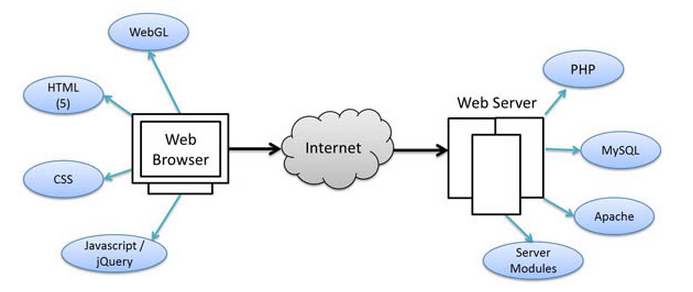 WebGL
HTML
(5)
CSS
Javascript /
jQuery
Web
Browser
Internet
Web Server
PHP
MySQL
Apache
Server
Modules